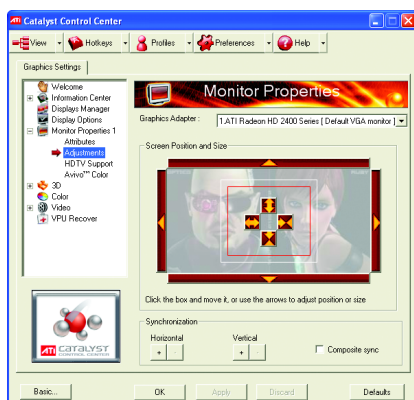 Catalyst Control Center
View
Hotkeys
Profiles
Preferences
Help
Graphics Settings
Welcome
Information Center
Displays Manager
Display Options
Monitor Properties 1
Attributes
Adjustments
HDTV Support
Avivo™ Color
3D
Color
Video
VPU Recover
Monitor Properties
Graphics Adapter :
1.ATI Radeon HD 2400 Series [ Default VGA monitor ]
Screen Position and Size
Click the box and move it, or use the arrows to adjust position or size
Synchronization
Horizontal
Vertical
+ -
+ -
Composite sync
ATI CATALYST
CONTROL CENTER
Basic...
OK
Apply
Discard
Defaults